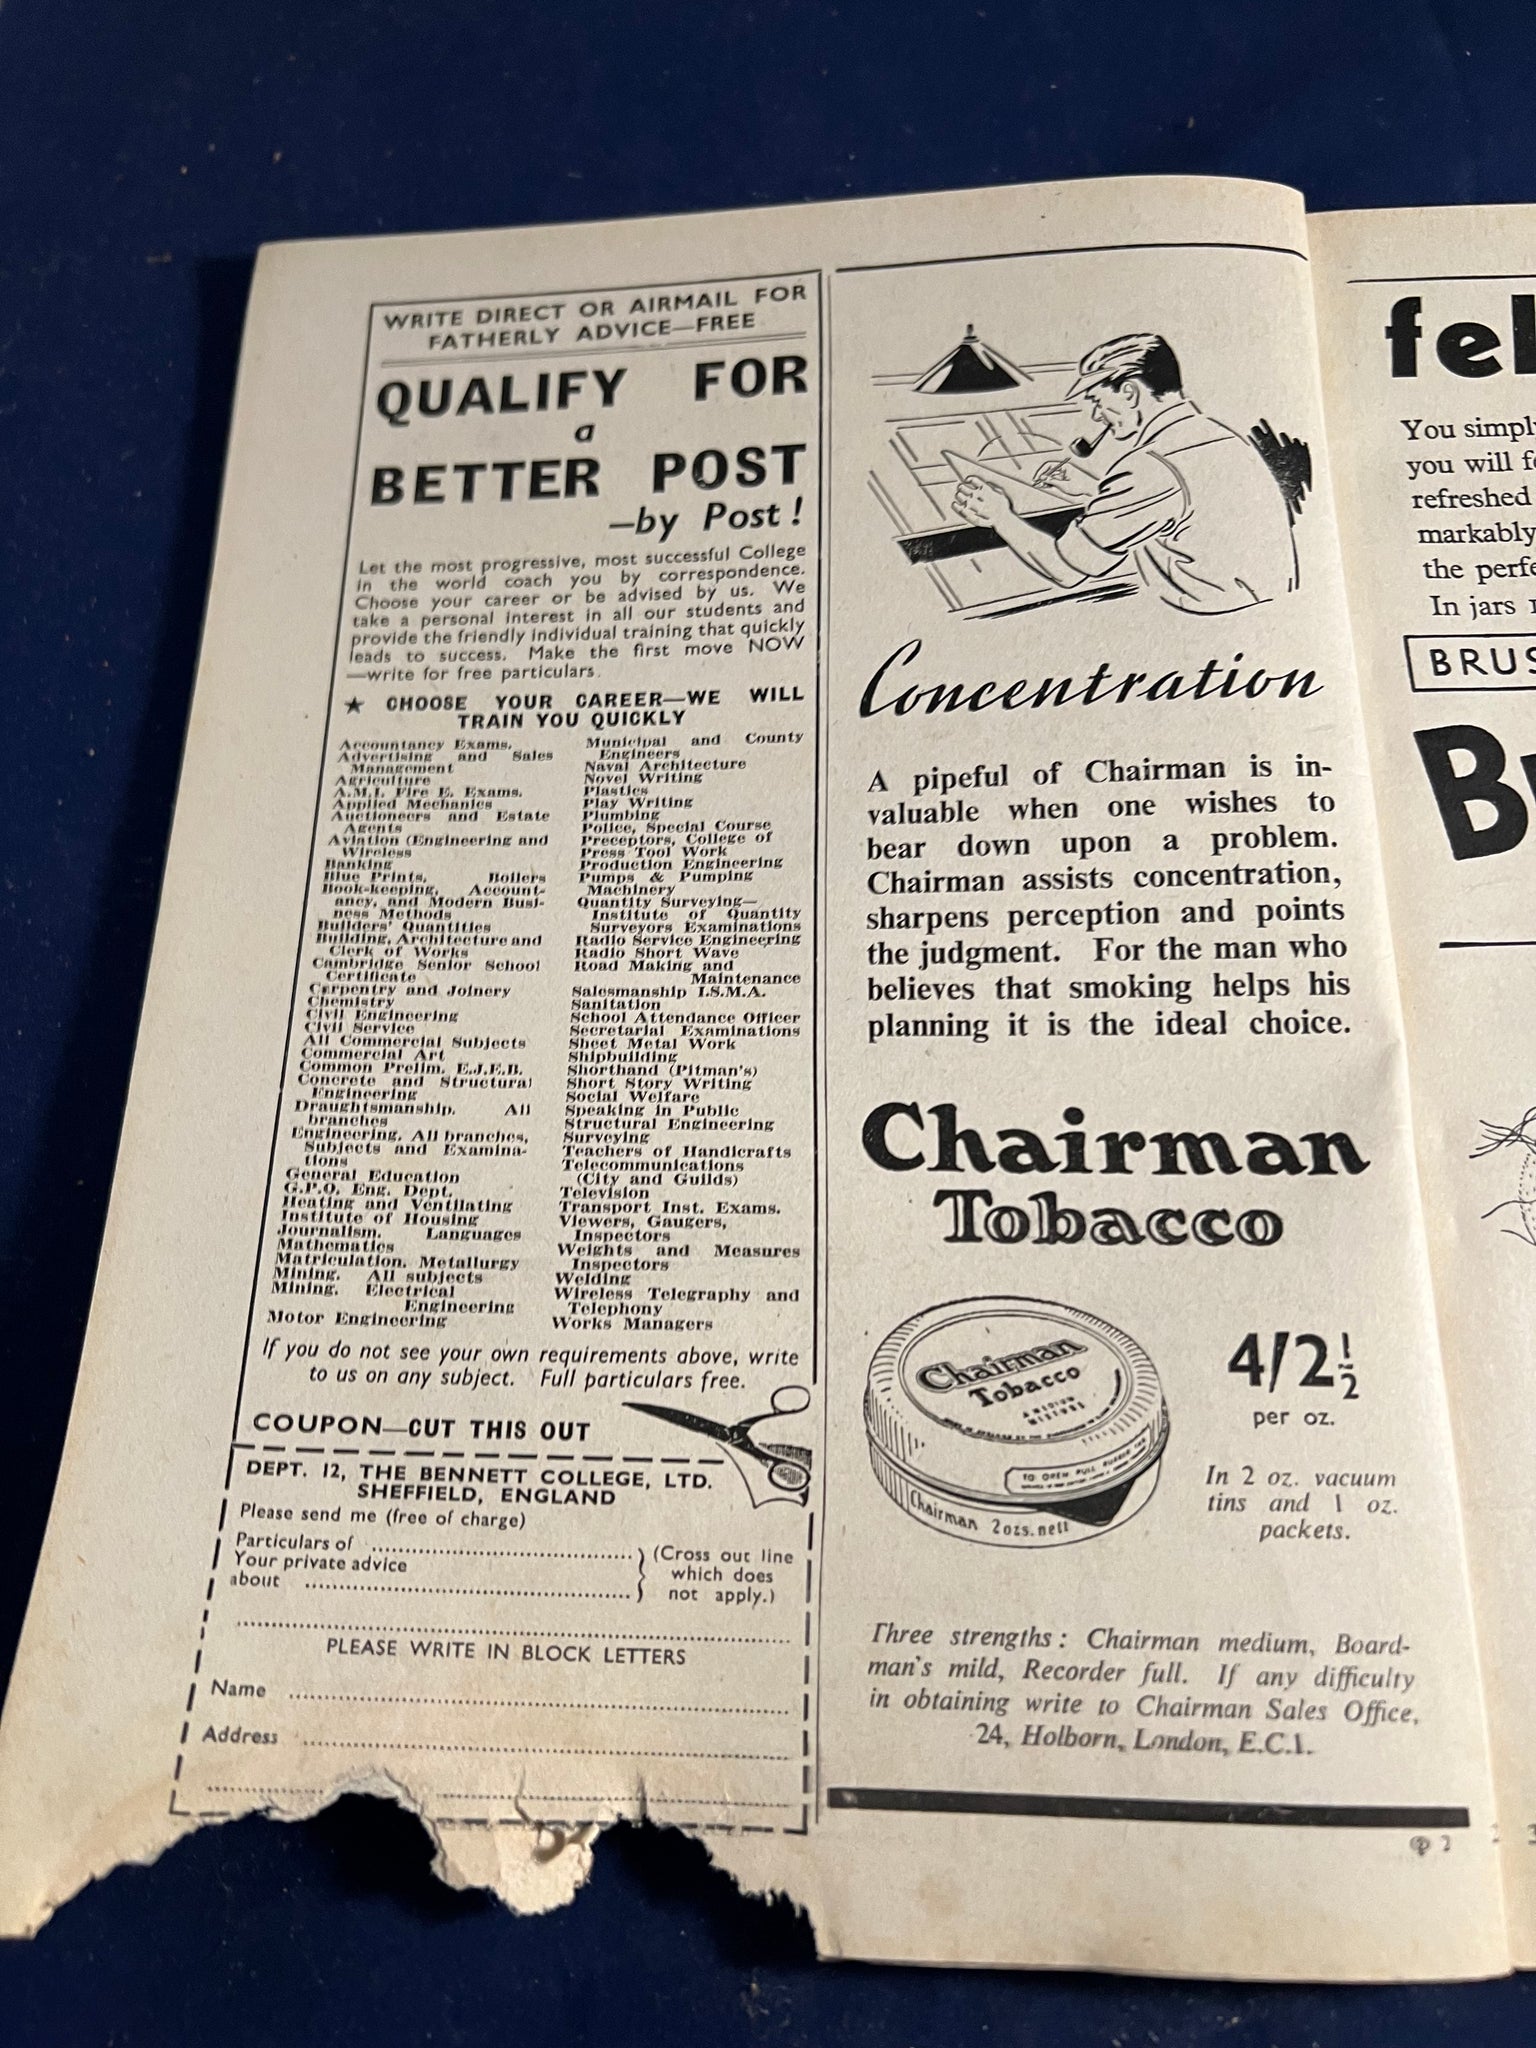 WRITE DIRECT OR AIRMAIL FOR
FATHERLY ADVICE—FREE
QUALIFY FOR
a
BETTER POST
—by Post!
Let the most progressive, most successful College
in the world coach you by correspondence.
Choose your career or be advised by us. We
take a personal interest in all our students and
provide the friendly individual training that quickly
leads to success. Make the first move NOW
—write for free particulars.
★ CHOOSE YOUR CAREER—WE WILL
TRAIN YOU QUICKLY
Accountancy Exams.
Advertising and Sales
Management
Agriculture
A.M.I. Fire E. Exams.
Applied Mechanics
Auctioneers and Estate
Agents
Aviation (Engineering and
Wireless
Banking
Blue Prints. Boilers
Book-keeping, Account-
ancy, and Modern Busi-
ness Methods
Builders' Quantities
Building, Architecture and
Clerk of Works
Cambridge Senior School
Certificate
Carpentry and Joinery
Chemistry
Civil Engineering
Civil Service
All Commercial Subjects
Commercial Art
Common Prelim. E.J.E.B.
Concrete and Structural
Engineering
Draughtsmanship. All
branches
Engineering. All branches,
Subjects and Examina-
tions
General Education
G.P.O. Eng. Dept.
Heating and Ventilating
Institute of Housing
Journalism. Languages
Mathematics
Matriculation. Metallurgy
Mining. All subjects
Mining. Electrical
Engineering
Motor Engineering
Municipal and County
Engineers
Naval Architecture
Novel Writing
Plastics
Play Writing
Plumbing
Police, Special Course
Preceptors, College of
Press Tool Work
Production Engineering
Pumps & Pumping
Machinery
Quantity Surveying—
Institute of Quantity
Surveyors Examinations
Radio Service Engineering
Radio Short Wave
Road Making and
Maintenance
Salesmanship I.S.M.A.
Sanitation
School Attendance Officer
Secretarial Examinations
Sheet Metal Work
Shipbuilding
Shorthand (Pitman's)
Short Story Writing
Social Welfare
Speaking in Public
Structural Engineering
Surveying
Teachers of Handicrafts
Telecommunications
(City and Guilds)
Television
Transport Inst. Exams.
Viewers, Gaugers,
Inspectors
Weights and Measures
Inspectors
Welding
Wireless Telegraphy and
Telephony
Works Managers
If you do not see your own requirements above, write
to us on any subject. Full particulars free.
COUPON—CUT THIS OUT
DEPT. 12, THE BENNETT COLLEGE, LTD.
SHEFFIELD, ENGLAND
Please send me (free of charge)
Particulars of
Your private advice
about
(Cross out line
which does
not apply.)
PLEASE WRITE IN BLOCK LETTERS
Name
Address
Concentration
A pipeful of Chairman is in-
valuable when one wishes to
bear down upon a problem.
Chairman assists concentration,
sharpens perception and points
the judgment. For the man who
believes that smoking helps his
planning it is the ideal choice.
Chairman
Tobacco
Chairman
Tobacco
A MEDIUM
MIXTURE
TO OPEN PULL RUBBER
Chairman 2 ozs. nett
4/2½
per oz.
In 2 oz. vacuum
tins and 1 oz.
packets.
Three strengths: Chairman medium, Board-
man's mild, Recorder full. If any difficulty
in obtaining write to Chairman Sales Office,
24, Holborn, London, E.C.1.
2
fel
You simpl
you will f
refreshed
markably
the perf
In jars
BRUS
B